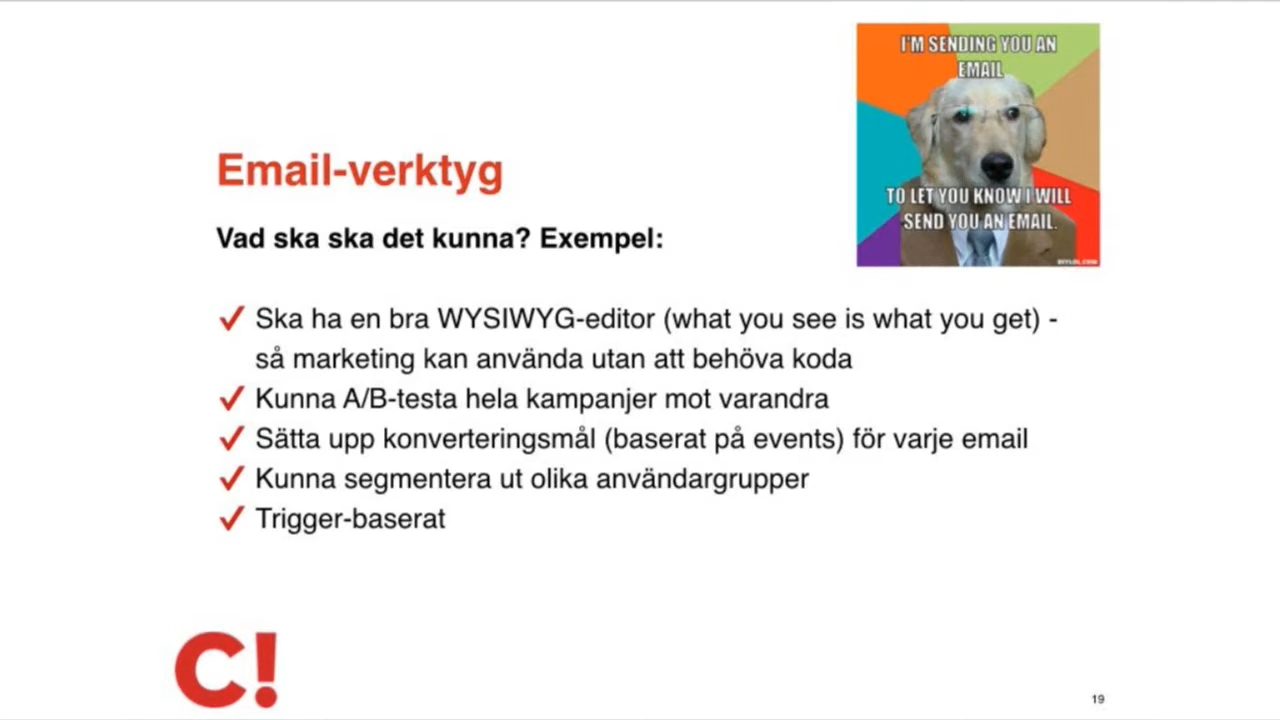 I'M SENDING YOU AN
EMAIL
TO LET YOU KNOW I WILL
SEND YOU AN EMAIL.
DIYLOL.COM
Email-verktyg
Vad ska ska det kunna? Exempel:
✓ Ska ha en bra WYSIWYG-editor (what you see is what you get) -
så marketing kan använda utan att behöva koda
✓ Kunna A/B-testa hela kampanjer mot varandra
✓ Sätta upp konverteringsmål (baserat på events) för varje email
✓ Kunna segmentera ut olika användargrupper
✓ Trigger-baserat
C!
19